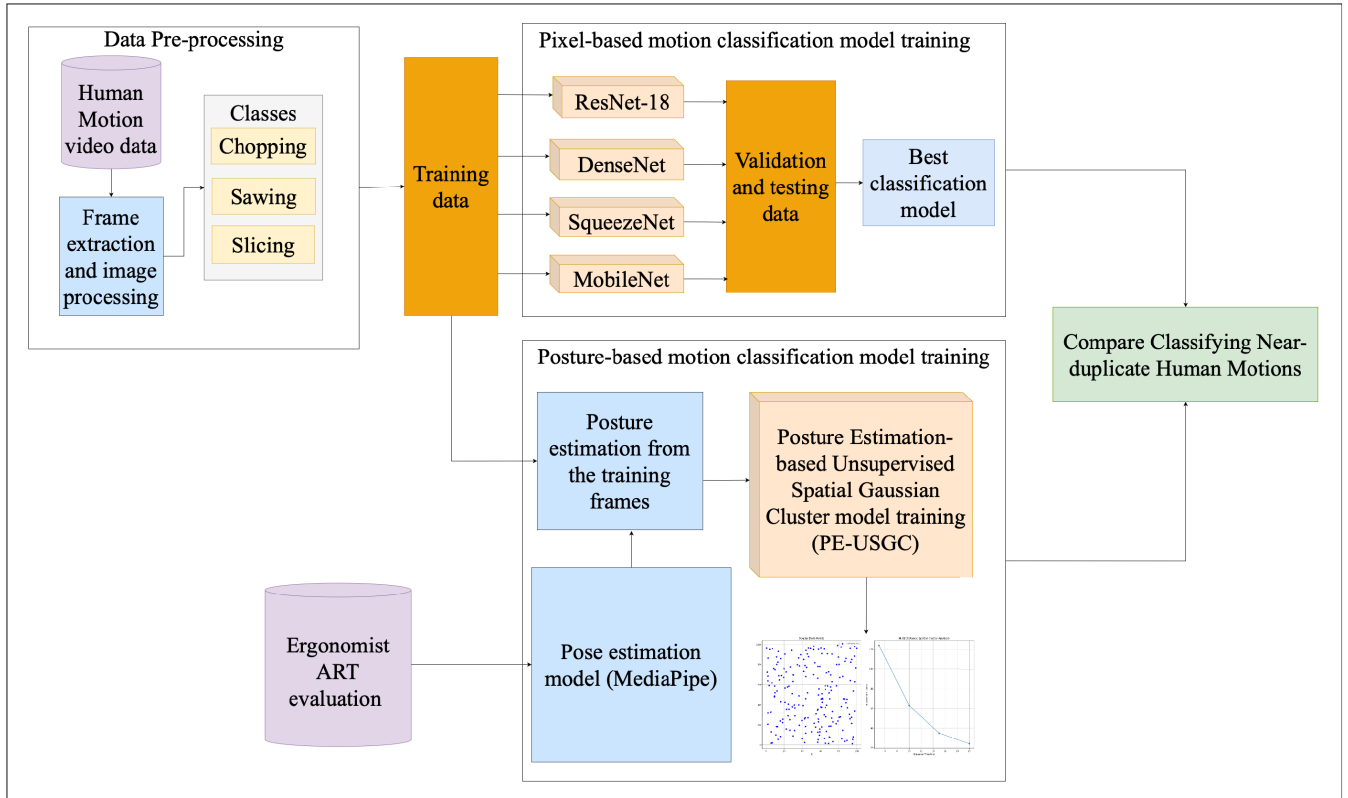 Data Pre-processing
Human
Motion
video data
Frame
extraction
and image
processing
Classes
Chopping
Sawing
Slicing
Training
data
Pixel-based motion classification model training
ResNet-18
DenseNet
SqueezeNet
MobileNet
Validation
and testing
data
Best
classification
model
Posture-based motion classification model training
Posture
estimation from
the training
frames
Posture Estimation-
based Unsupervised
Spatial Gaussian
Cluster model training
(PE-USGC)
Ergonomist
ART
evaluation
Pose estimation
model (MediaPipe)
Compare Classifying Near-
duplicate Human Motions